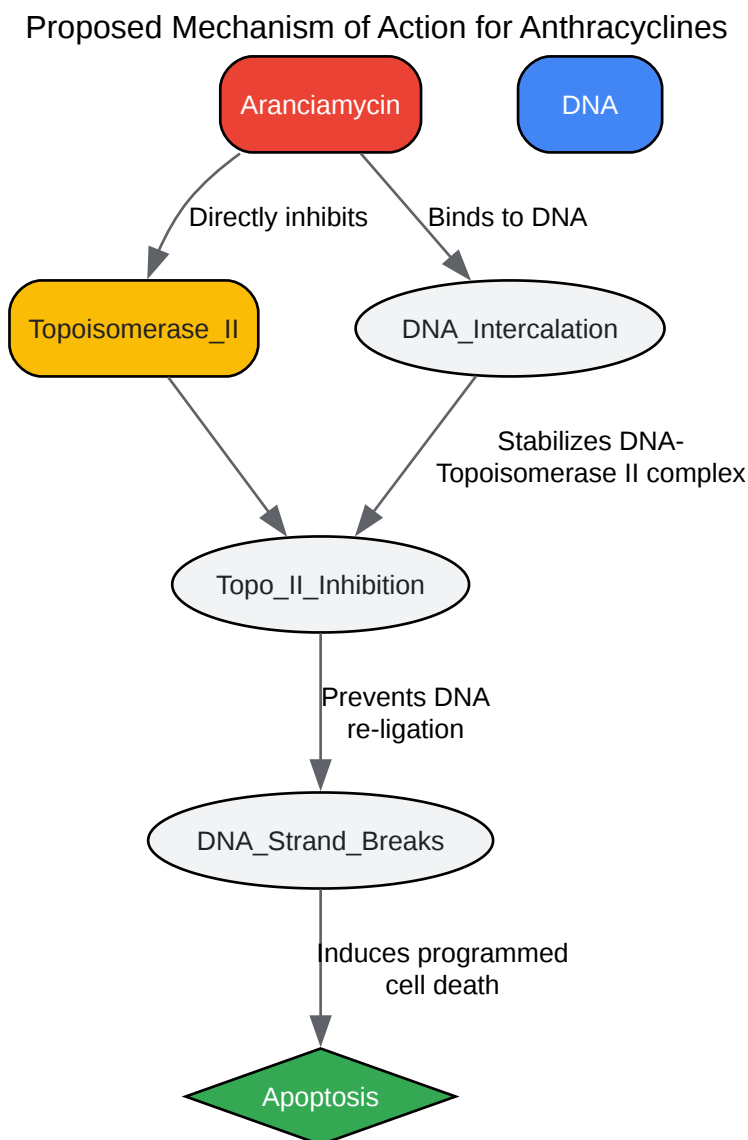 Proposed Mechanism of Action for Anthracyclines
Aranciamycin
DNA
Directly inhibits
Binds to DNA
Topoisomerase_II
DNA_Intercalation
Stabilizes DNA-
Topoisomerase II complex
Topo_II_Inhibition
Prevents DNA
re-ligation
DNA_Strand_Breaks
Induces programmed
cell death
Apoptosis